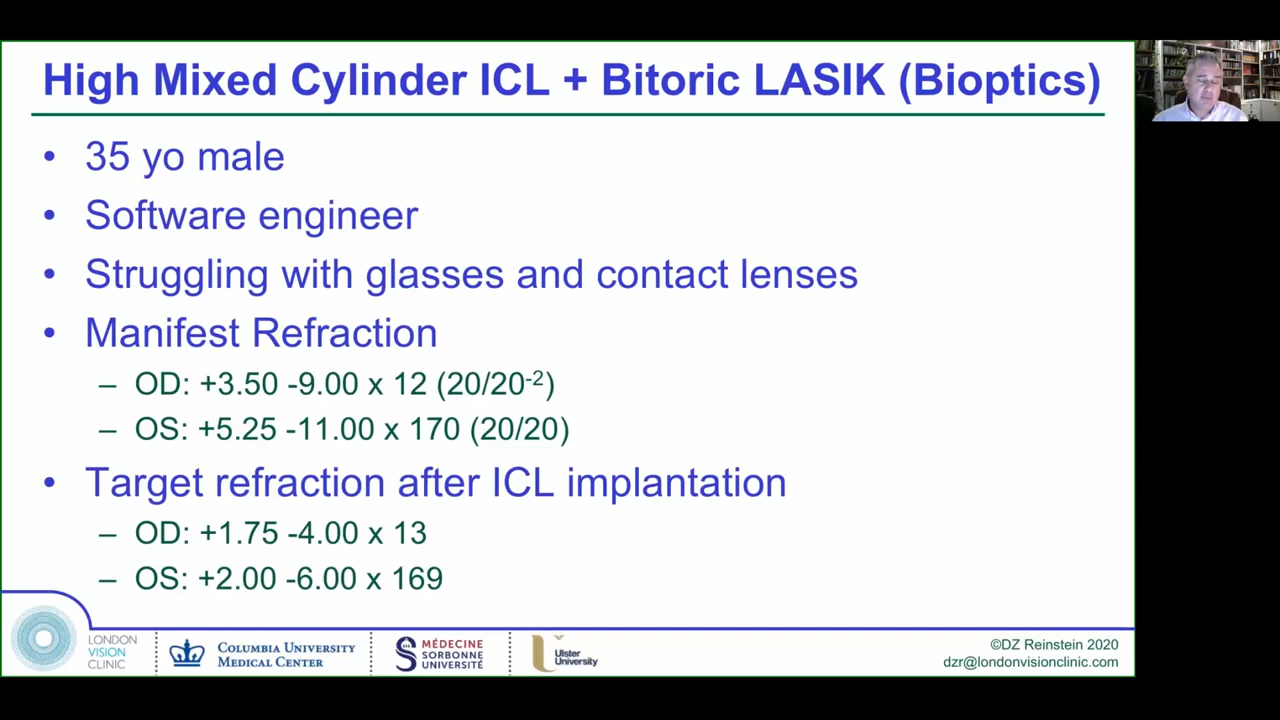 High Mixed Cylinder ICL + Bitoric LASIK (Bioptics)
• 35 yo male
• Software engineer
• Struggling with glasses and contact lenses
• Manifest Refraction
– OD: +3.50 -9.00 x 12 (20/20-2)
– OS: +5.25 -11.00 x 170 (20/20)
• Target refraction after ICL implantation
– OD: +1.75 -4.00 x 13
– OS: +2.00 -6.00 x 169
LONDON
VISION
CLINIC
COLUMBIA UNIVERSITY
MEDICAL CENTER
MÉDECINE
SORBONNE
UNIVERSITÉ
Ulster
University
©DZ Reinstein 2020
dzr@londonvisionclinic.com